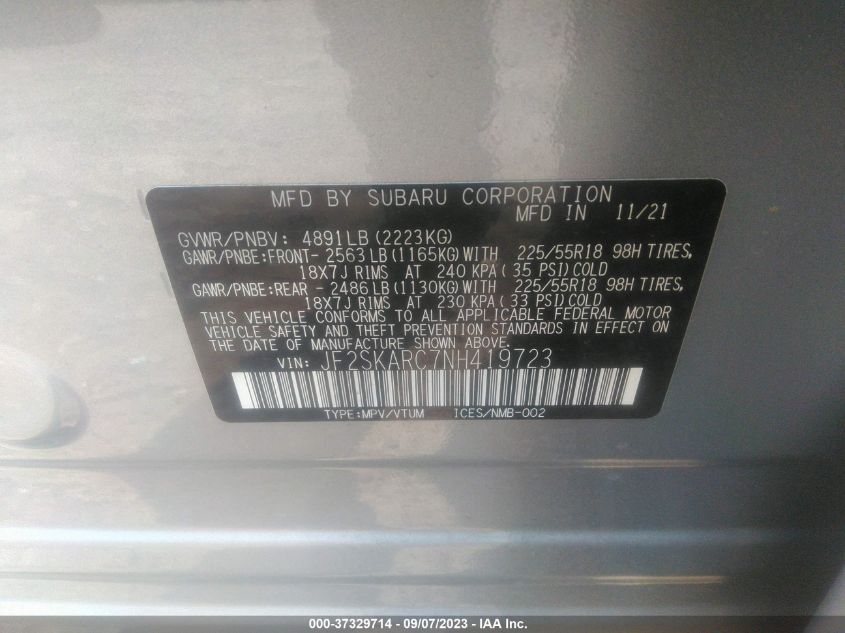 MFD BY SUBARU CORPORATION
MFD IN 11/21
GVWR/PNBV: 4891LB(2223KG)
GAWR/PNBE:FRONT- 2563LB(1165KG)WITH 225/55R18 98H TIRES,
18X7J RIMS AT 240 KPA( 35 PSI)COLD
GAWR/PNBE:REAR - 2486LB(1130KG)WITH 225/55R18 98H TIRES,
18X7J RIMS AT 230 KPA( 33 PSI)COLD
THIS VEHICLE CONFORMS TO ALL APPLICABLE FEDERAL MOTOR
VEHICLE SAFETY AND THEFT PREVENTION STANDARDS IN EFFECT ON
THE DATE OF MANUFACTURE SHOWN ABOVE.
VIN: JF2SKARC7NH419723
TYPE:MPV/VTUM ICES/NMB-002
000-37329714 - 09/07/2023 - IAA Inc.